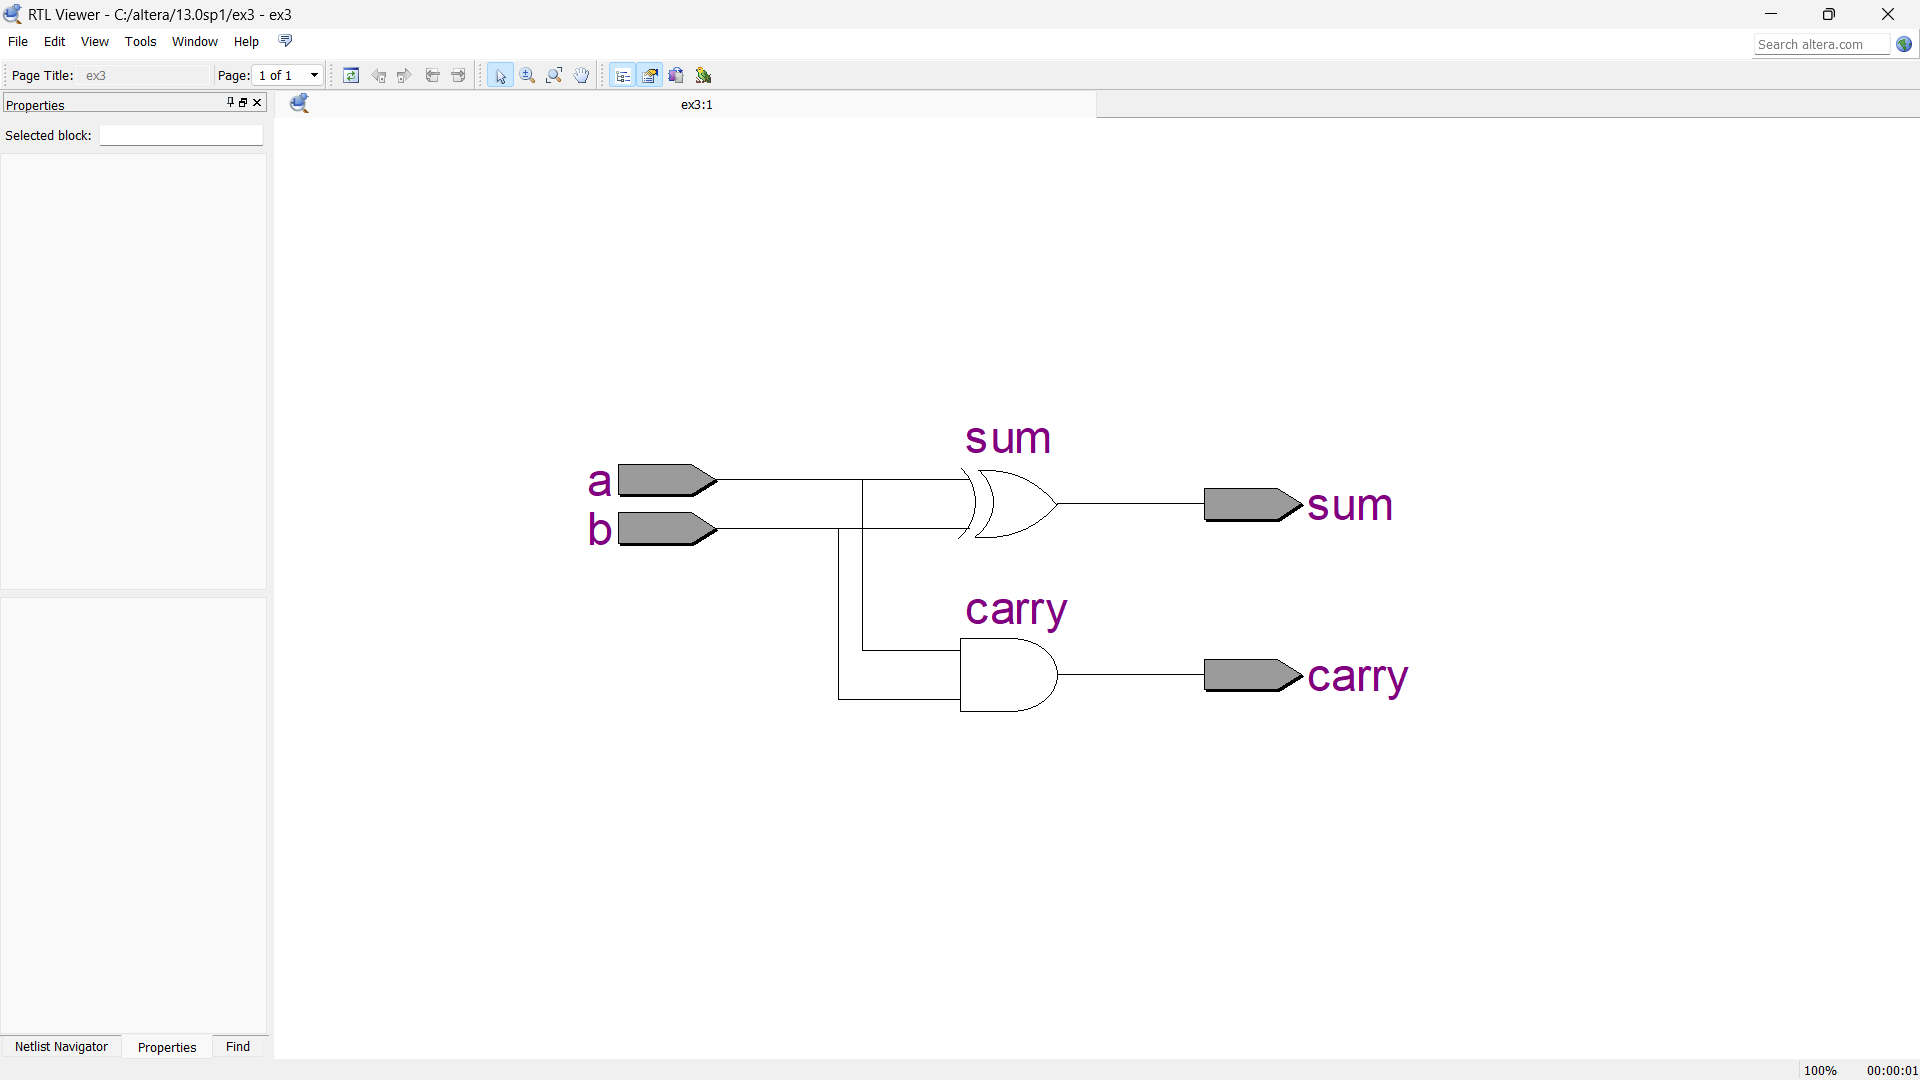 RTL Viewer - C:/altera/13.0sp1/ex3 - ex3
File Edit View Tools Window Help
Search altera.com
Page Title: ex3 Page: 1 of 1
Properties
ex3:1
Selected block:
sum
a
sum
b
carry
carry
Netlist Navigator Properties Find
100% 00:00:01